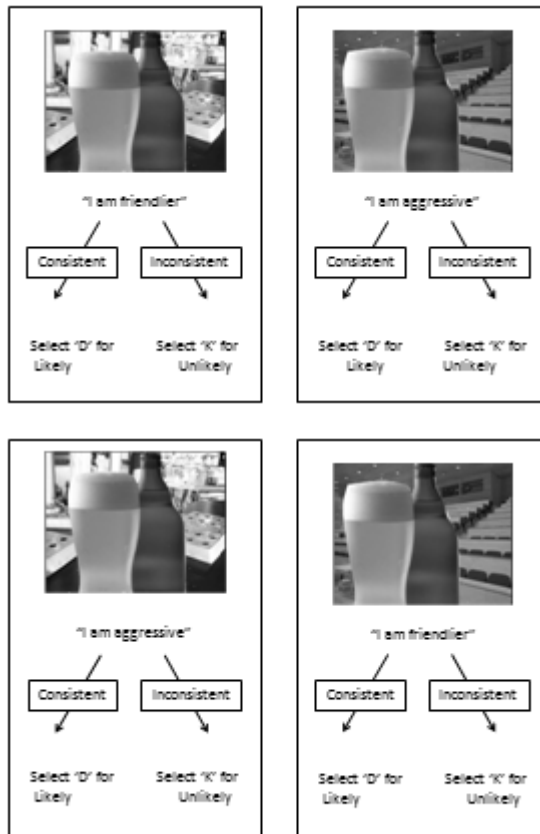 "I am friendlier"
Consistent
Inconsistent
Select "D" for
Likely
Select "K" for
Unlikely
"I am aggressive"
Consistent
Inconsistent
Select "D" for
Likely
Select "K" for
Unlikely
"I am aggressive"
Consistent
Inconsistent
Select "D" for
Likely
Select "K" for
Unlikely
"I am friendlier"
Consistent
Inconsistent
Select "D" for
Likely
Select "K" for
Unlikely